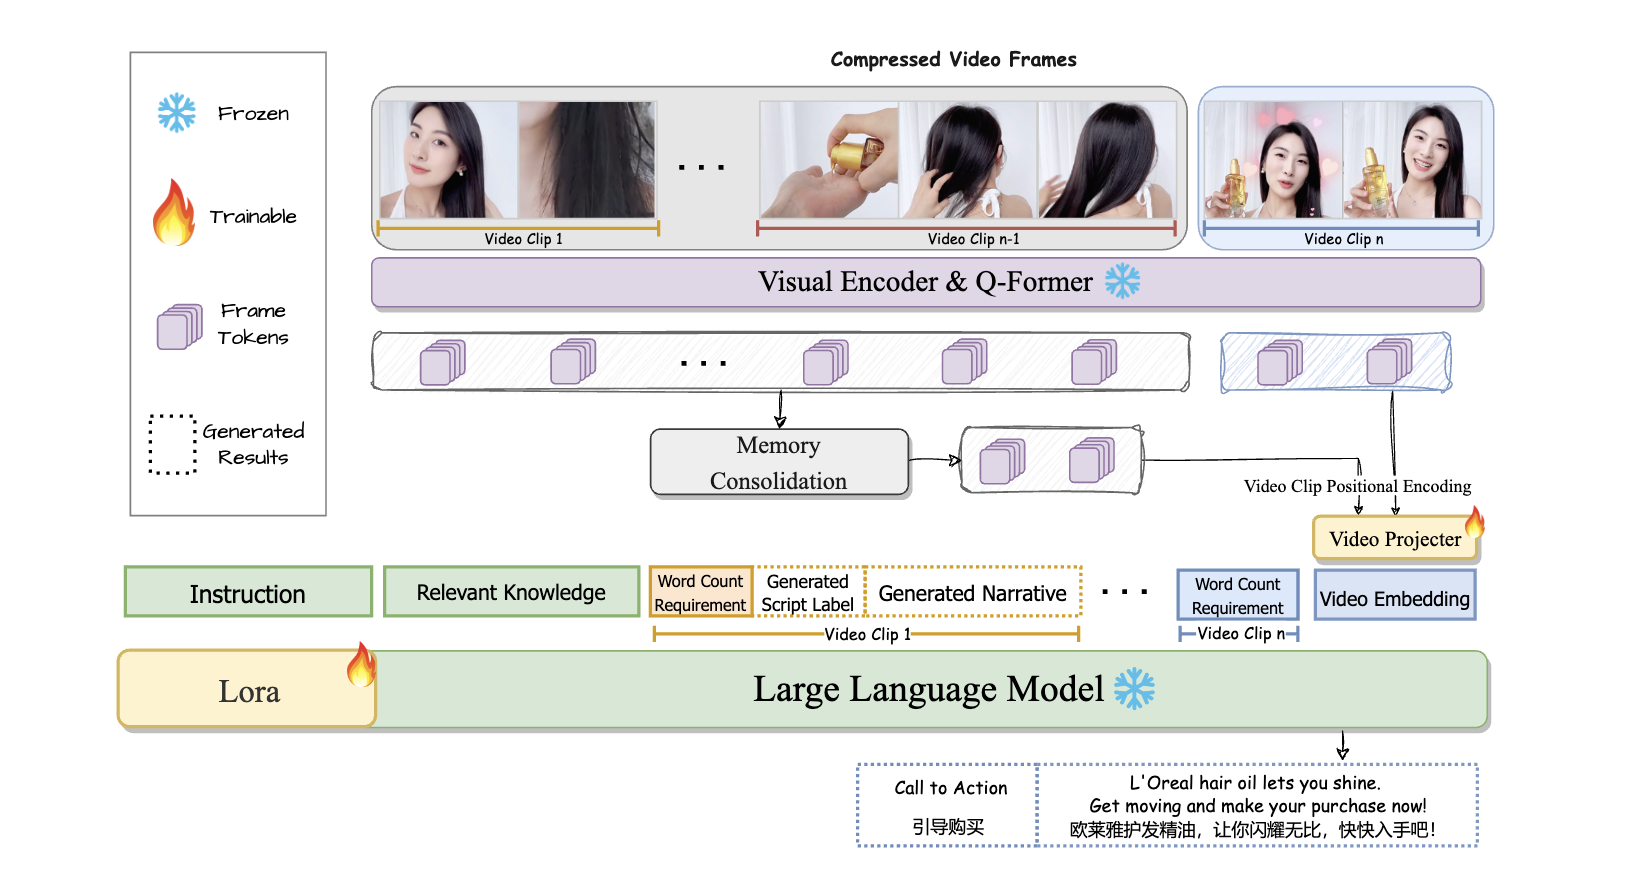 Compressed Video Frames
Frozen
Trainable
Frame
Tokens
Generated
Results
Video Clip 1
Video Clip n-1
Video Clip n
Visual Encoder & Q-Former
Memory
Consolidation
Video Clip Positional Encoding
Video Projecter
Instruction
Relevant Knowledge
Word Count
Requirement
Generated
Script Label
Generated Narrative
Word Count
Requirement
Video Embedding
Video Clip 1
Video Clip n
Lora
Large Language Model
Call to Action
引导购买
L'Oreal hair oil lets you shine.
Get moving and make your purchase now!
欧莱雅护发精油，让你闪耀无比，快快入手吧！